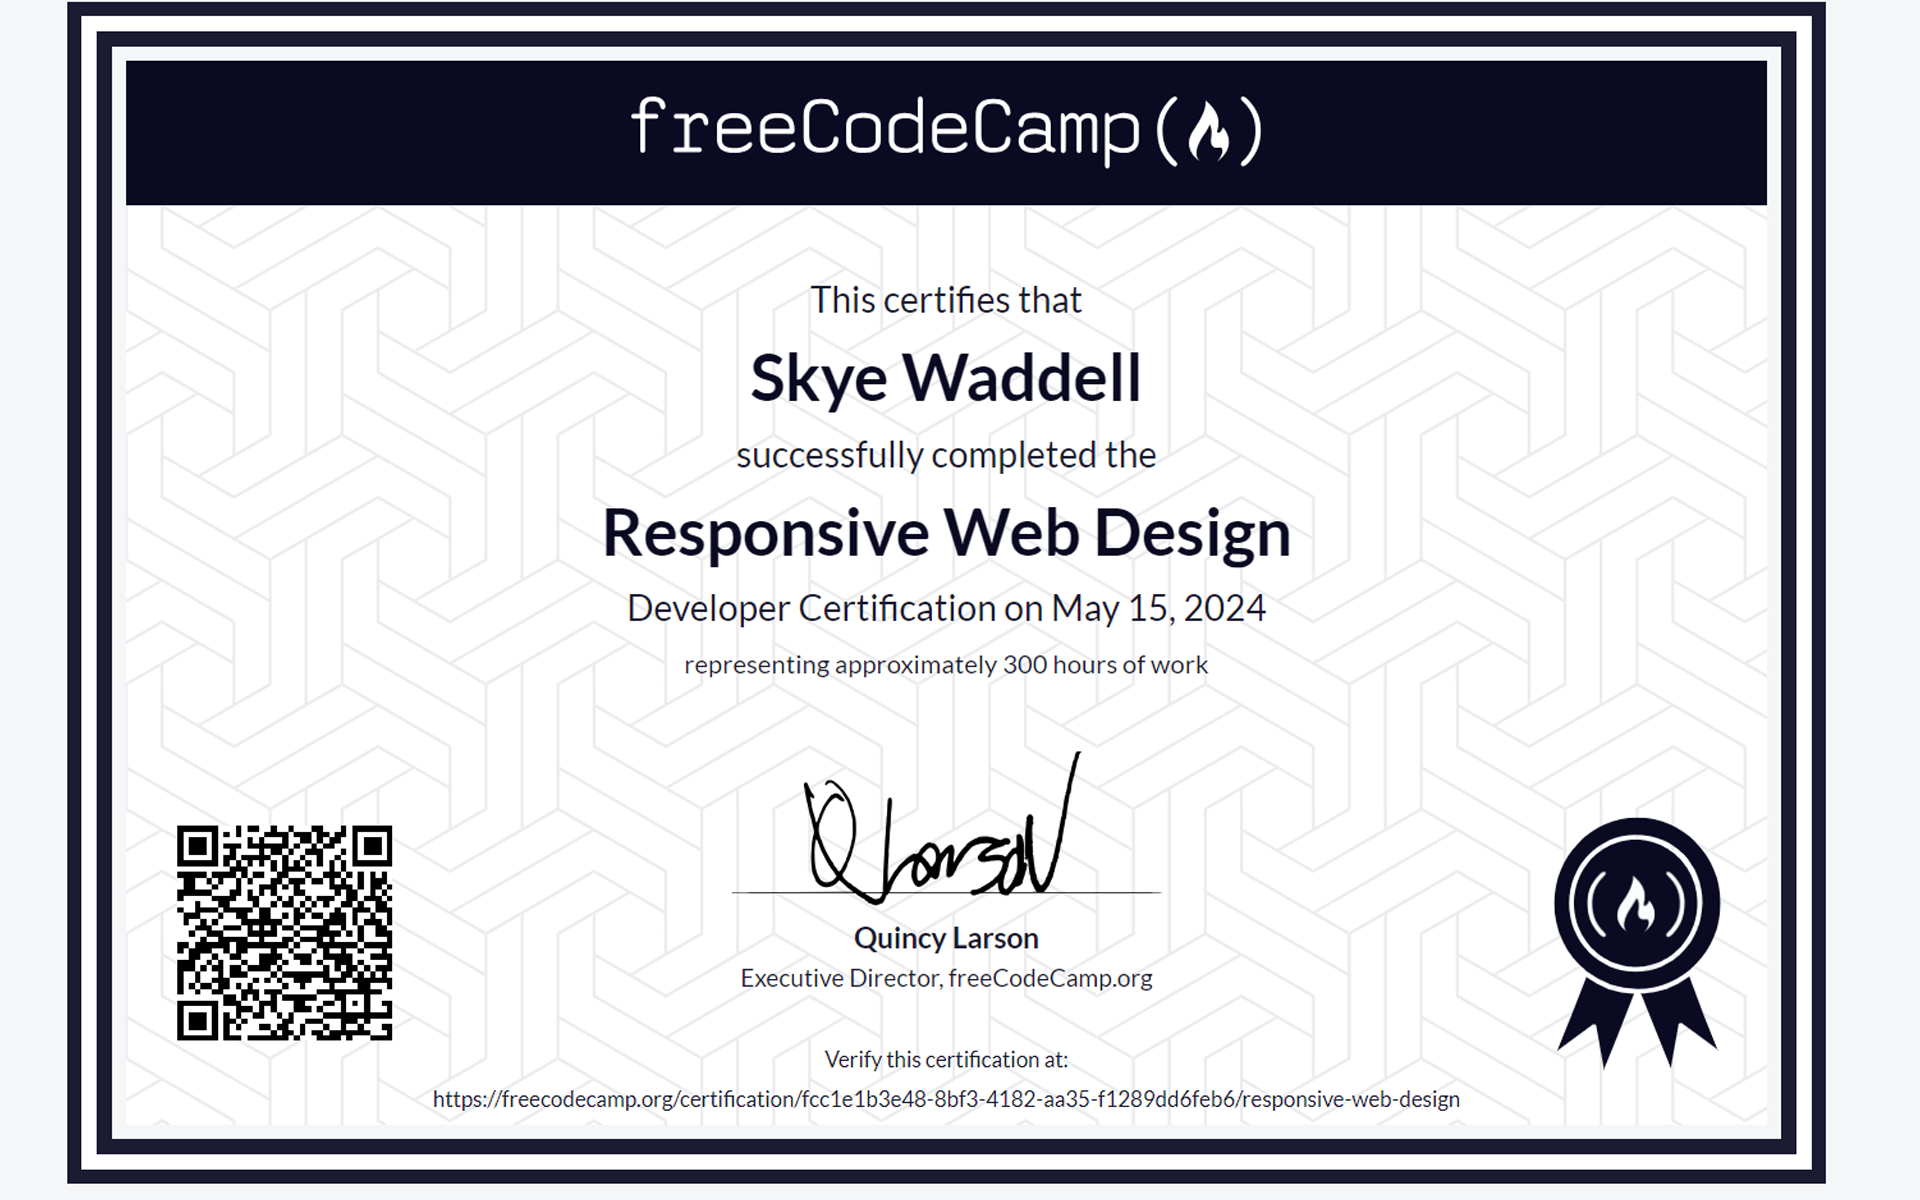 freeCodeCamp(🔥)
This certifies that
Skye Waddell
successfully completed the
Responsive Web Design
Developer Certification on May 15, 2024
representing approximately 300 hours of work
Q Larson
Quincy Larson
Executive Director, freeCodeCamp.org
Verify this certification at:
https://freecodecamp.org/certification/fcc1e1b3e48-8bf3-4182-aa35-f1289dd6feb6/responsive-web-design